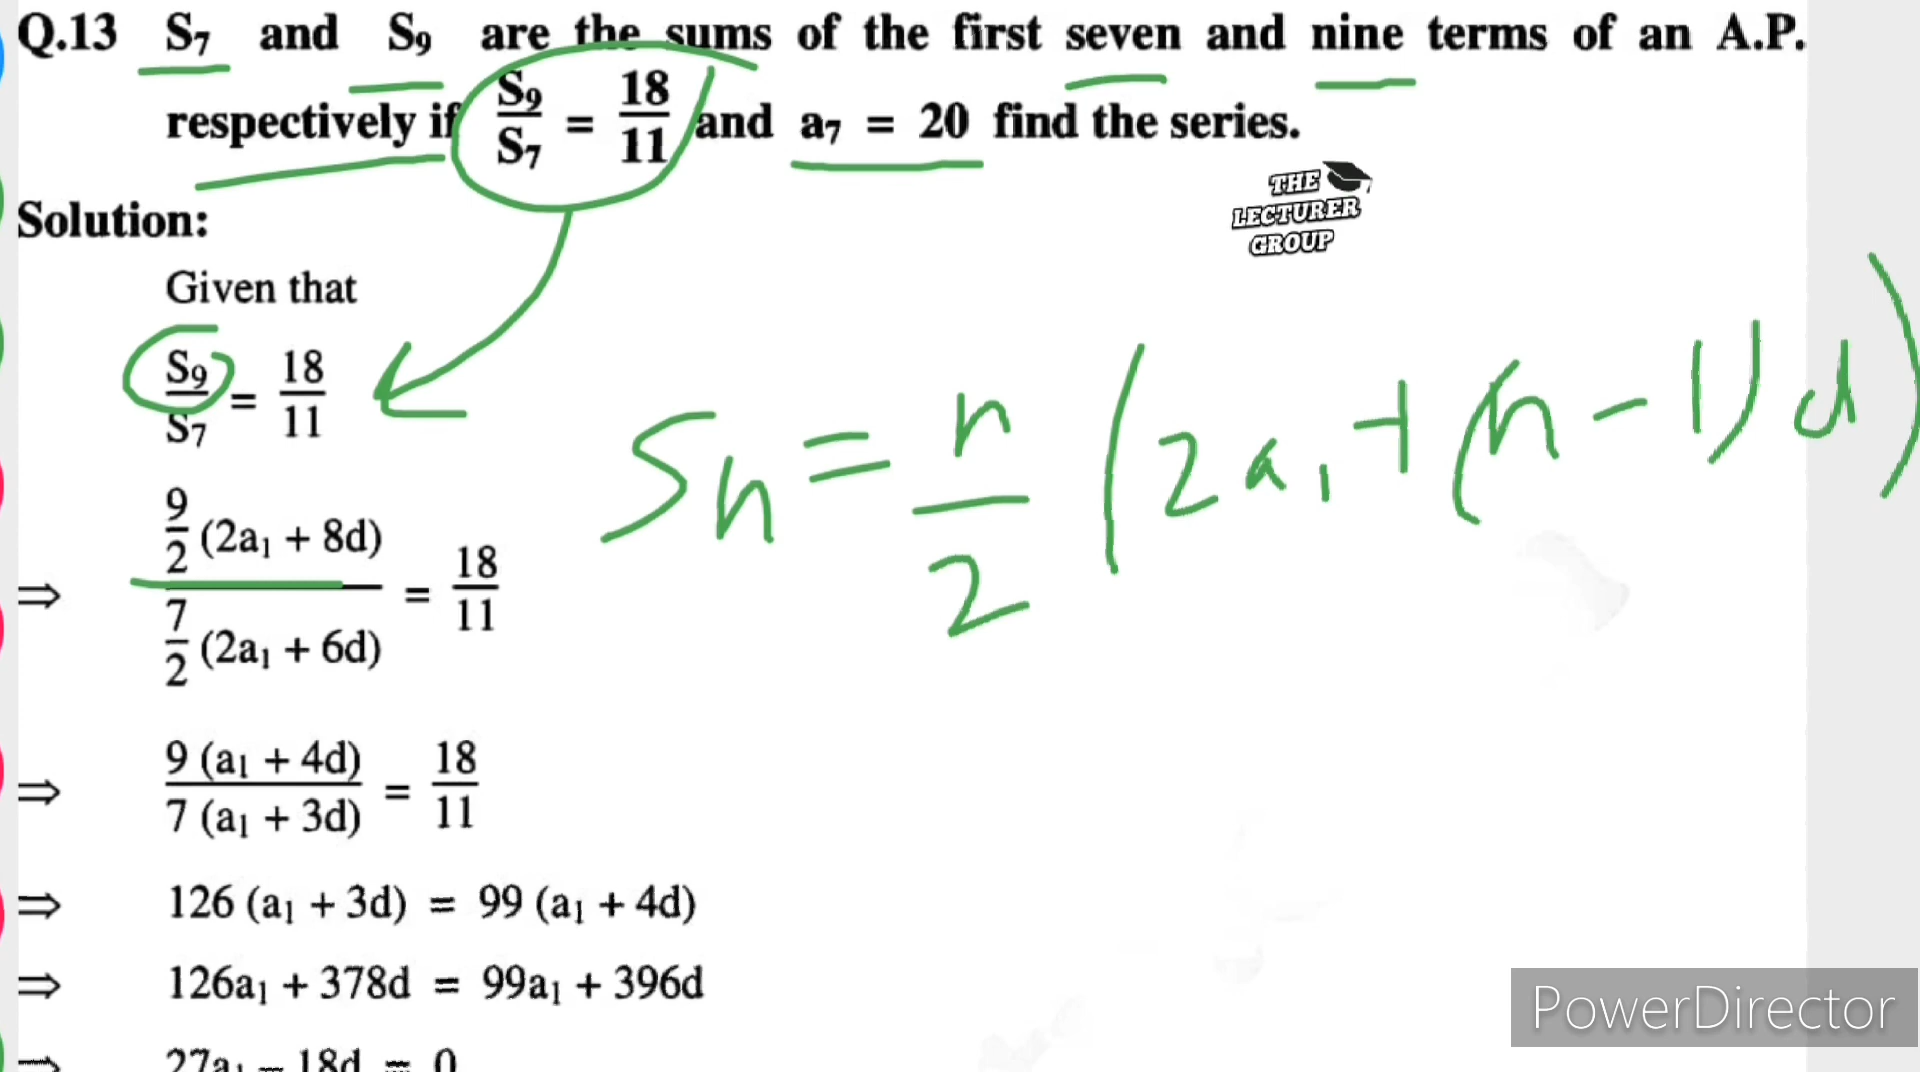 Q.13 S₇ and S₉ are the sums of the first seven and nine terms of an A.P.
respectively if S₉/S₇ = 18/11 and a₇ = 20 find the series.
THE
LECTURER
GROUP
Solution:
Given that
S₉/S₇ = 18/11
Sn = n/2 (2a₁ + (n - 1) d)
⇒ 9/2 (2a₁ + 8d) / 7/2 (2a₁ + 6d) = 18/11
⇒ 9 (a₁ + 4d) / 7 (a₁ + 3d) = 18/11
⇒ 126 (a₁ + 3d) = 99 (a₁ + 4d)
⇒ 126a₁ + 378d = 99a₁ + 396d
⇒ 27a₁ – 18d = 0
PowerDirector